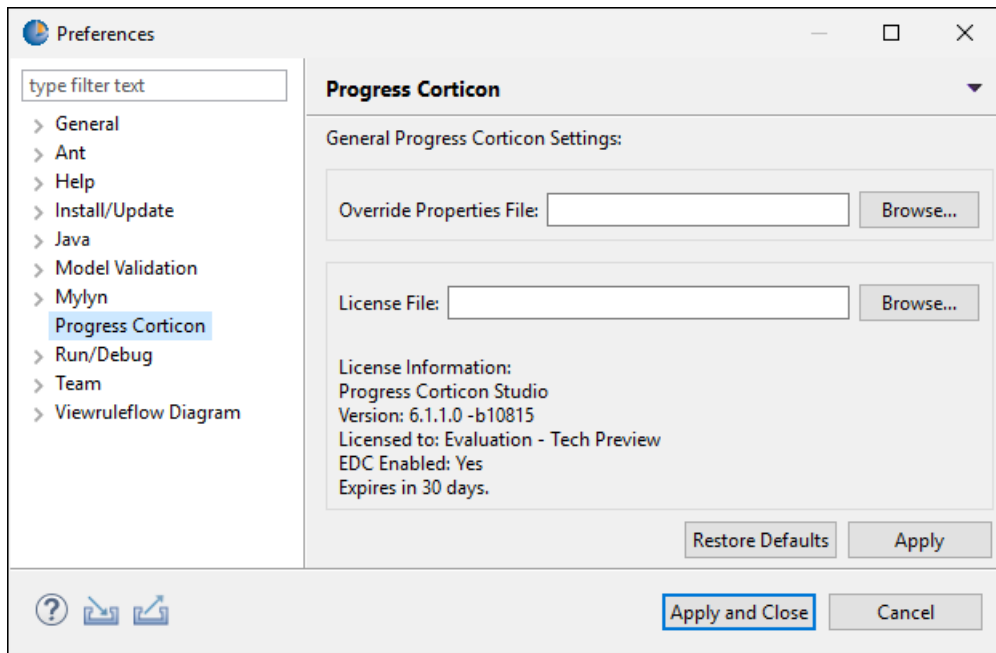 Preferences
type filter text
General
Ant
Help
Install/Update
Java
Model Validation
Mylyn
Progress Corticon
Run/Debug
Team
Viewruleflow Diagram
Progress Corticon
General Progress Corticon Settings:
Override Properties File:
Browse...
License File:
Browse...
License Information:
Progress Corticon Studio
Version: 6.1.1.0 -b10815
Licensed to: Evaluation - Tech Preview
EDC Enabled: Yes
Expires in 30 days.
Restore Defaults
Apply
?
Apply and Close
Cancel